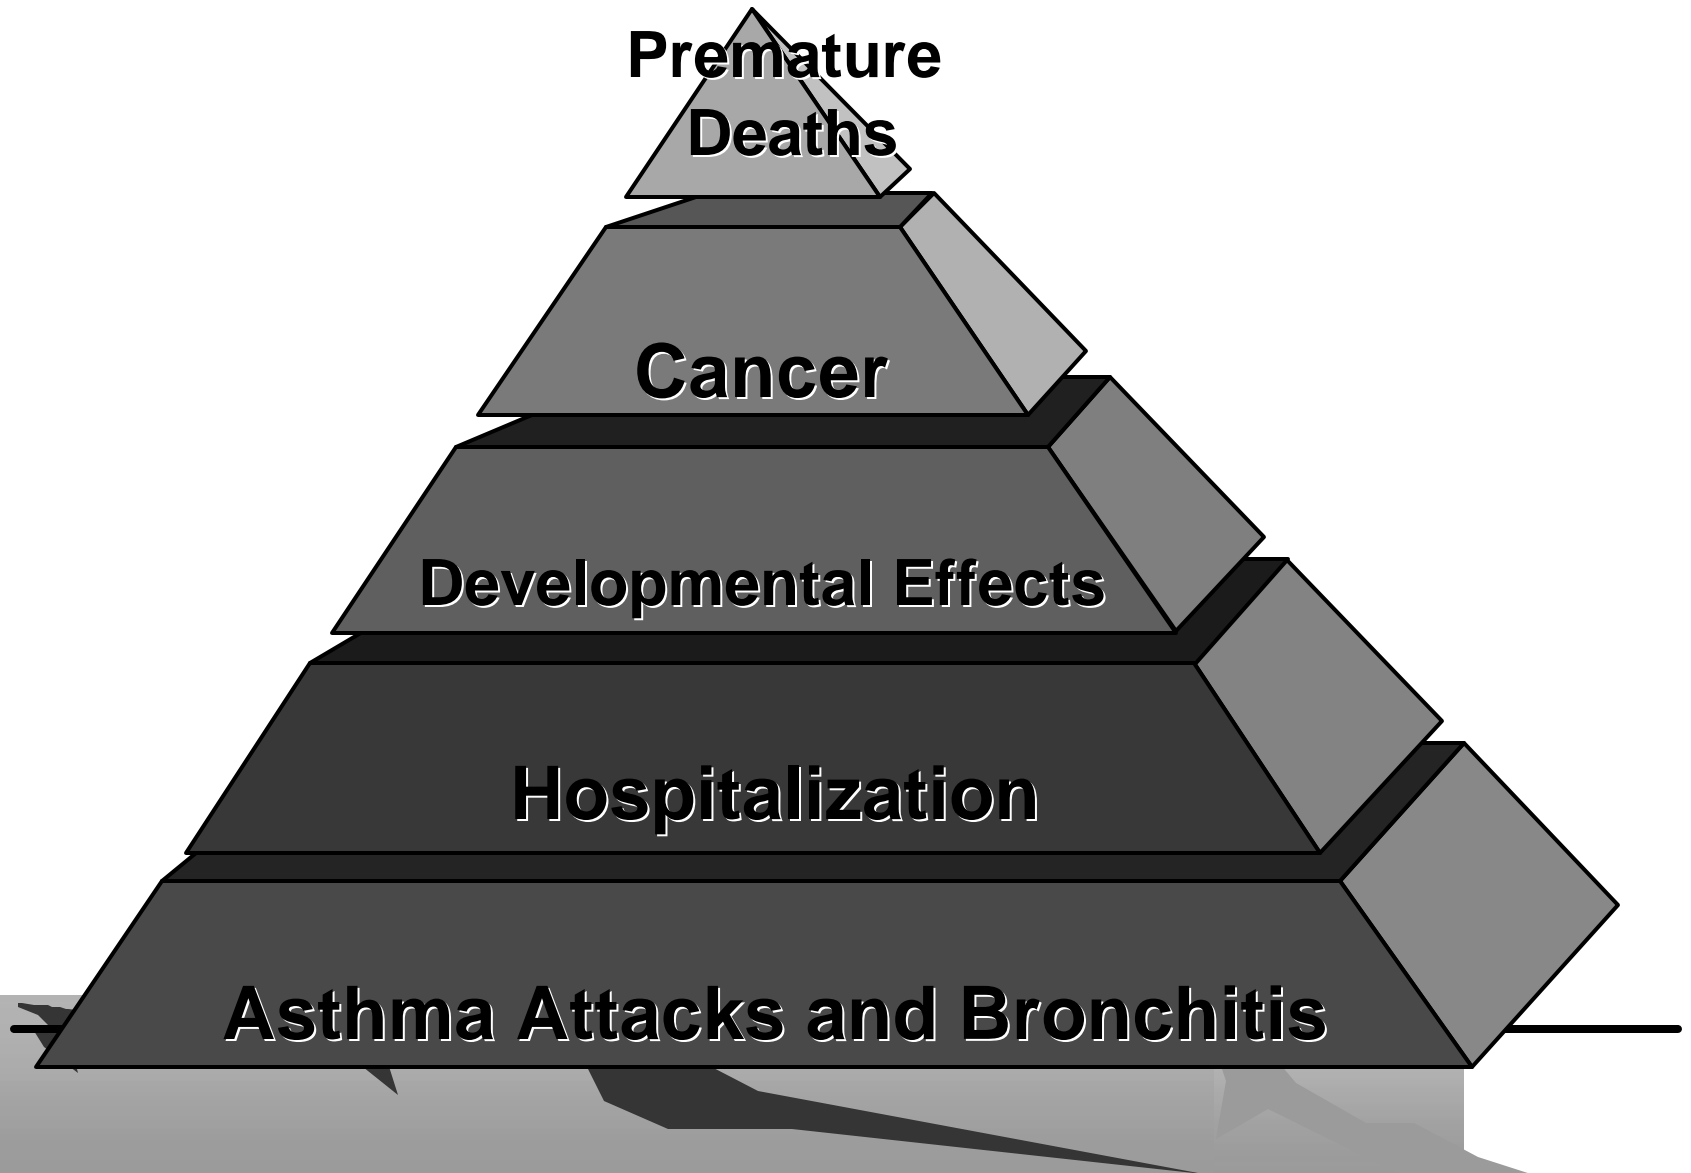 Premature
Deaths
Cancer
Developmental Effects
Hospitalization
Asthma Attacks and Bronchitis